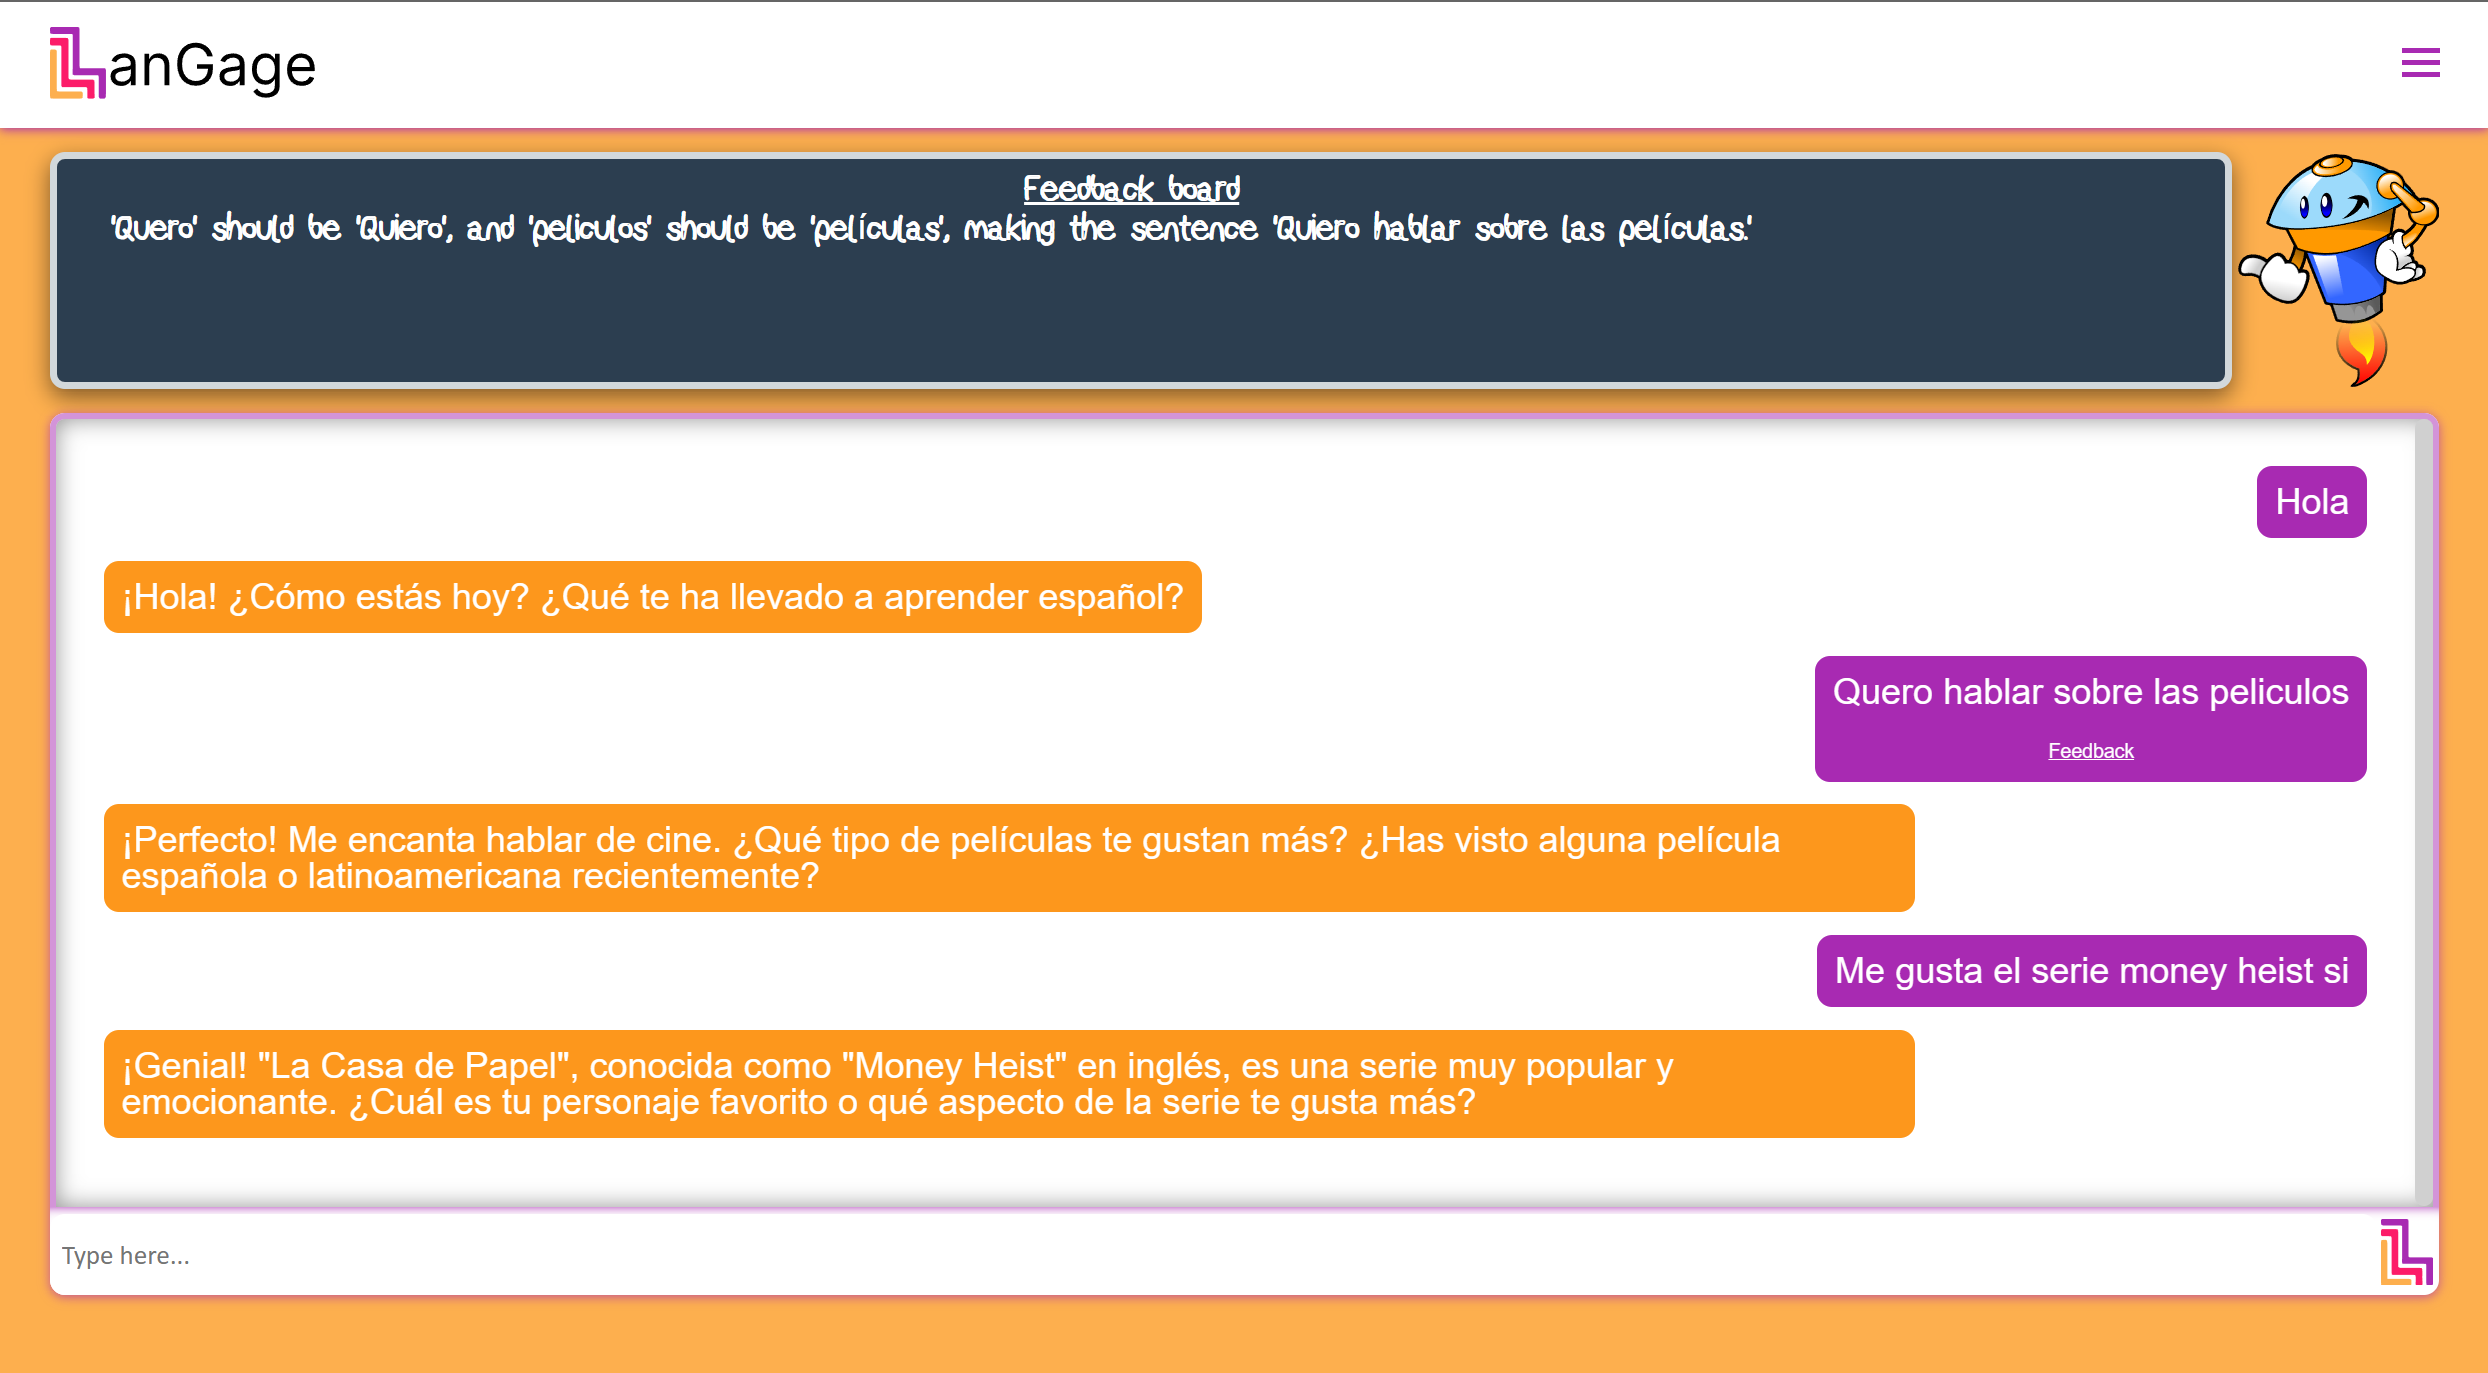 LanGage
Feedback board
'Quero' should be 'Quiero', and 'peliculos' should be 'películas', making the sentence 'Quiero hablar sobre las películas.'
Hola
¡Hola! ¿Cómo estás hoy? ¿Qué te ha llevado a aprender español?
Quero hablar sobre las peliculos
Feedback
¡Perfecto! Me encanta hablar de cine. ¿Qué tipo de películas te gustan más? ¿Has visto alguna película
española o latinoamericana recientemente?
Me gusta el serie money heist si
¡Genial! "La Casa de Papel", conocida como "Money Heist" en inglés, es una serie muy popular y
emocionante. ¿Cuál es tu personaje favorito o qué aspecto de la serie te gusta más?
Type here...